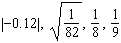 |−0.12|, √(1/82), 1/8, 1/9